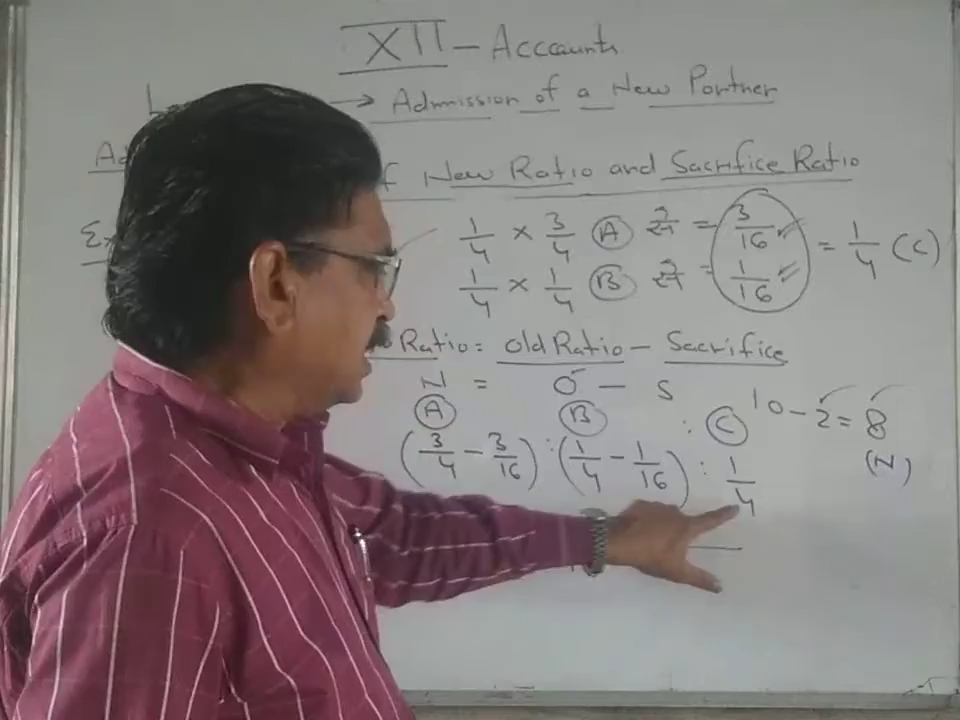 XII - Accounts
→ Admission of a New Partner
New Ratio and Sacrifice Ratio
1/4 × 3/4 (A) से = 3/16
1/4 × 1/4 (B) से = 1/16
= 1/4 (C)
Ratio = Old Ratio - Sacrifice
N = O - S
10 - 2 = 8
(N)
(A) (B) : (C)
(3/4 - 3/16) : (1/4 - 1/16) : 1/4